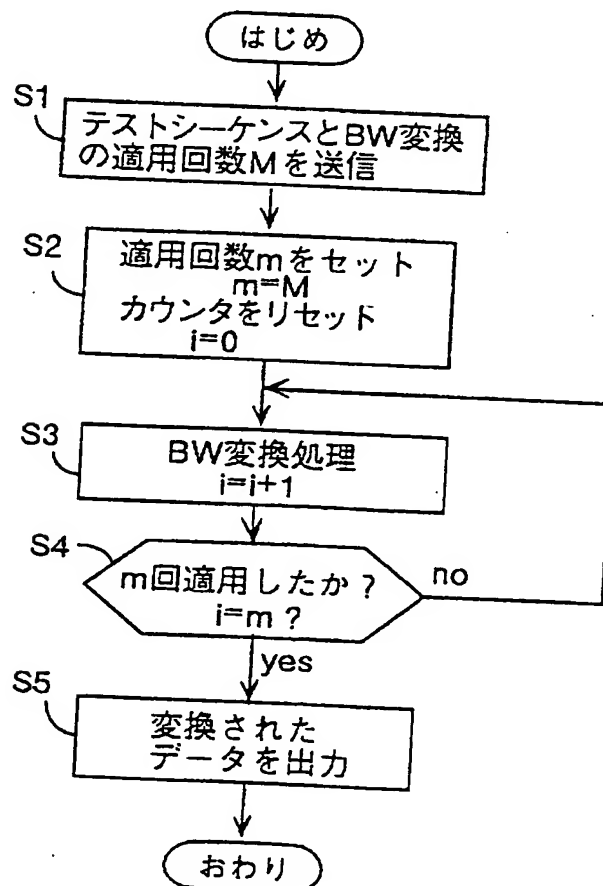 はじめ
S1
テストシーケンスとBW変換
の適用回数Mを送信
S2
適用回数mをセット
m=M
カウンタをリセット
i=0
S3
BW変換処理
i=i+1
S4
m回適用したか？
i=m？
no
yes
S5
変換された
データを出力
おわり